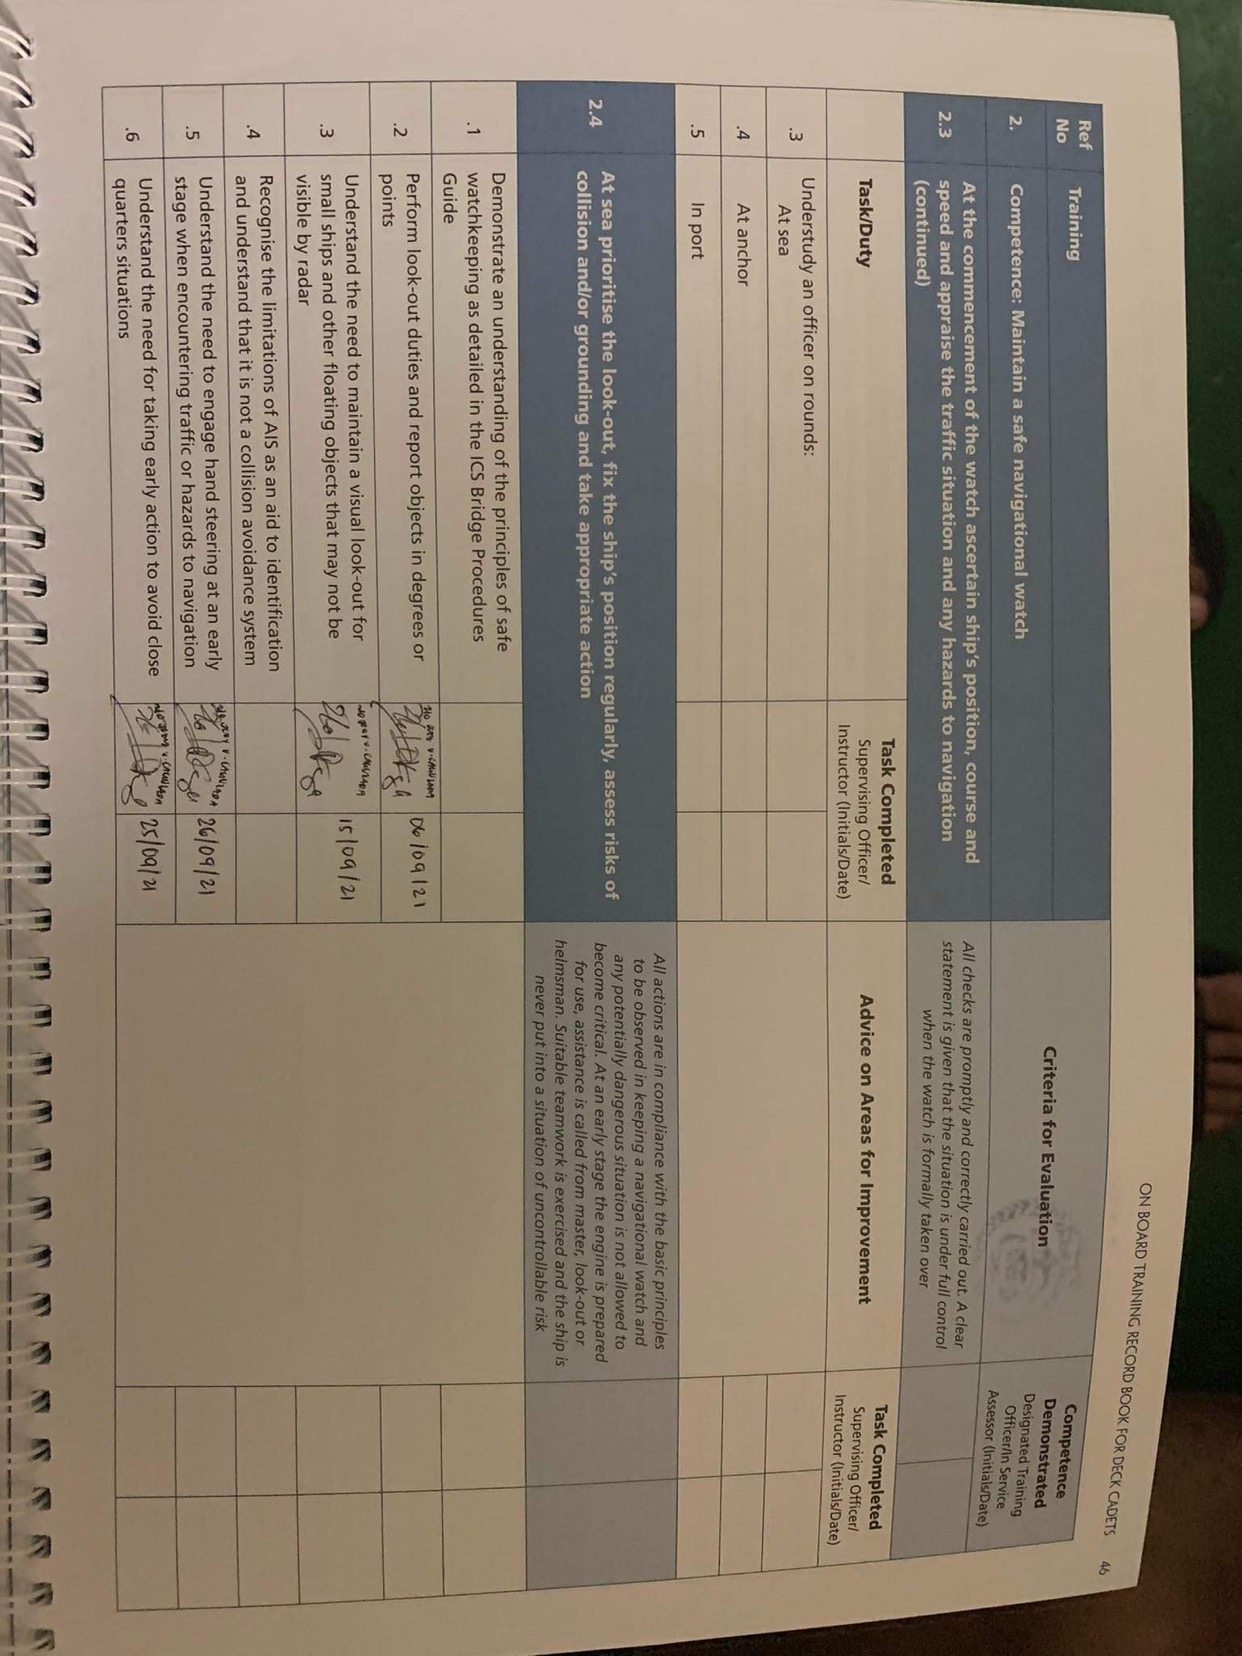 ON BOARD TRAINING RECORD BOOK FOR DECK CADETS 46
Ref
No
Training
Criteria for Evaluation
Competence
Demonstrated
Designated Training
Officer/In Service
Assessor (Initials/Date)
2. Competence: Maintain a safe navigational watch
2.3 At the commencement of the watch ascertain ship's position, course and
speed and appraise the traffic situation and any hazards to navigation
(continued)
All checks are promptly and correctly carried out. A clear
statement is given that the situation is under full control
when the watch is formally taken over
Task/Duty
Task Completed
Supervising Officer/
Instructor (Initials/Date)
Advice on Areas for Improvement
Task Completed
Supervising Officer/
Instructor (Initials/Date)
Understudy an officer on rounds:
.3 At sea
.4 At anchor
.5 In port
2.4 At sea prioritise the look-out, fix the ship's position regularly, assess risks of
collision and/or grounding and take appropriate action
All actions are in compliance with the basic principles
to be observed in keeping a navigational watch and
any potentially dangerous situation is not allowed to
become critical. At an early stage the engine is prepared
for use, assistance is called from master, look-out or
helmsman. Suitable teamwork is exercised and the ship is
never put into a situation of uncontrollable risk
.1 Demonstrate an understanding of the principles of safe
watchkeeping as detailed in the ICS Bridge Procedures
Guide
.2 Perform look-out duties and report objects in degrees or
points
06/09/21
.3 Understand the need to maintain a visual look-out for
small ships and other floating objects that may not be
visible by radar
15/09/21
.4 Recognise the limitations of AIS as an aid to identification
and understand that it is not a collision avoidance system
.5 Understand the need to engage hand steering at an early
stage when encountering traffic or hazards to navigation
26/09/21
.6 Understand the need for taking early action to avoid close
quarters situations
25/09/21